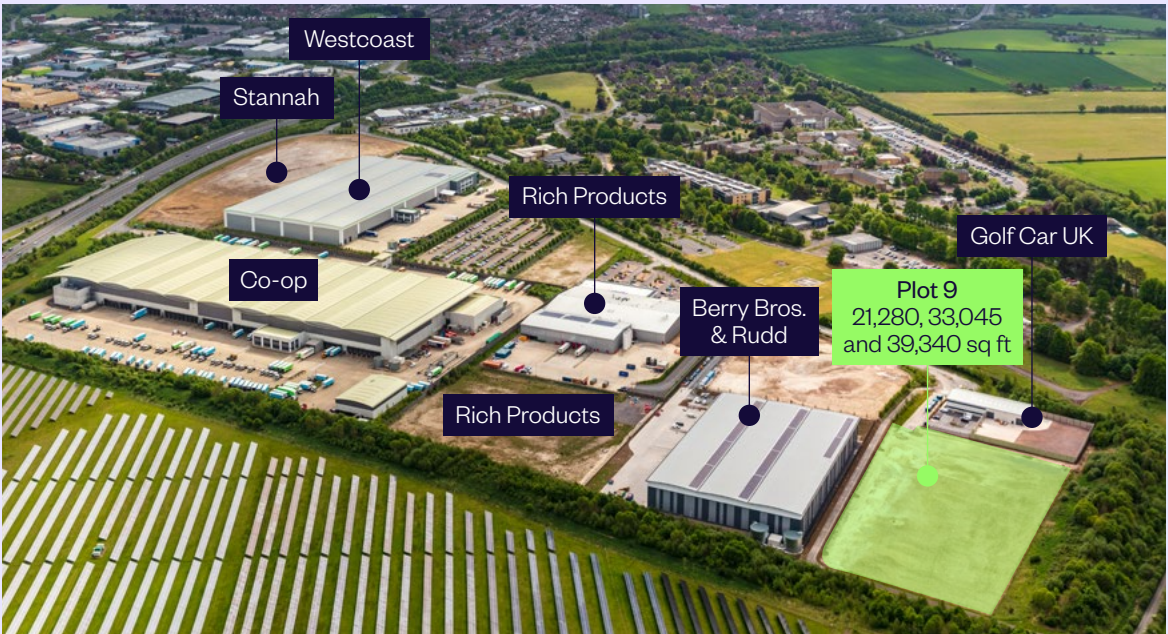 Westcoast
Stannah
Rich Products
Golf Car UK
Co-op
Plot 9
21,280, 33,045
and 39,340 sq ft
Berry Bros.
& Rudd
Rich Products